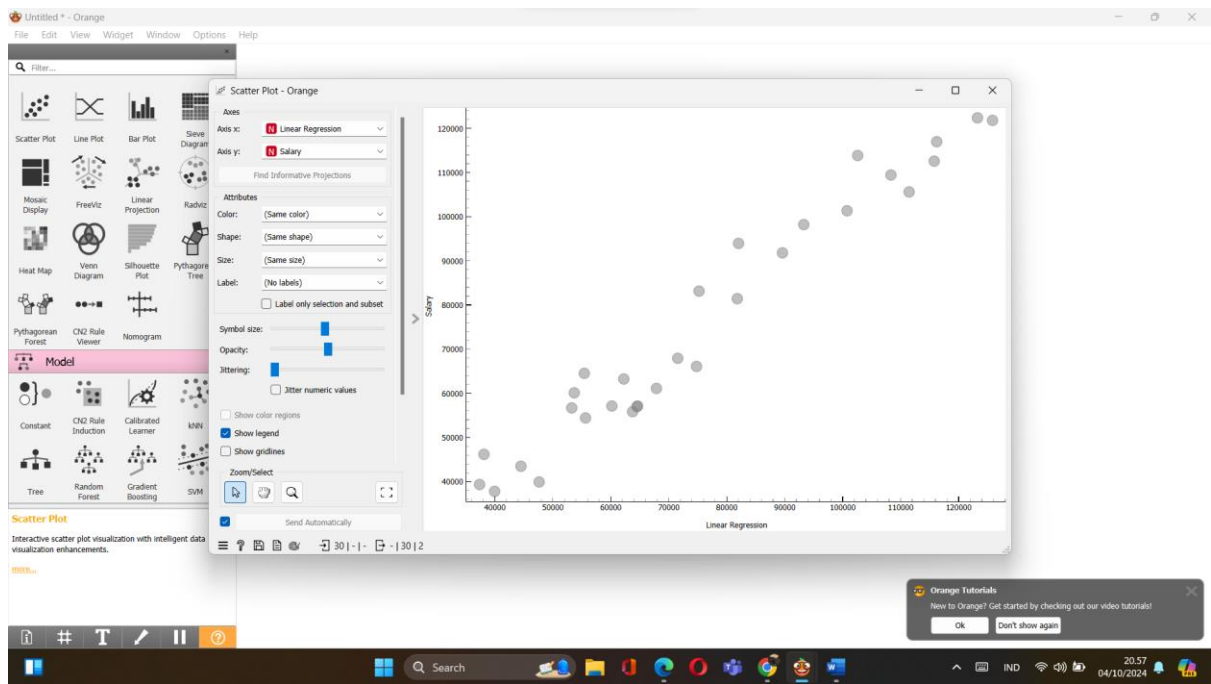 Untitled * - Orange
File Edit View Widget Window Options Help
Filter...
Scatter Plot
Line Plot
Bar Plot
Sieve
Diagram
Mosaic
Display
FreeViz
Linear
Projection
Radviz
Heat Map
Venn
Diagram
Silhouette
Plot
Pythagore
Tree
Pythagorean
Forest
CN2 Rule
Viewer
Nomogram
Model
Constant
CN2 Rule
Induction
Calibrated
Learner
kNN
Tree
Random
Forest
Gradient
Boosting
SVM
Scatter Plot
Interactive scatter plot visualization with intelligent data
visualization enhancements.
more...
Scatter Plot - Orange
Axes
Axis x: N Linear Regression
Axis y: N Salary
Find Informative Projections
Attributes
Color: (Same color)
Shape: (Same shape)
Size: (Same size)
Label: (No labels)
Label only selection and subset
Symbol size:
Opacity:
Jittering:
Jitter numeric values
Show color regions
Show legend
Show gridlines
Zoom/Select
Send Automatically
30 | - | - - | 30 | 2
120000
110000
100000
90000
80000
70000
60000
50000
40000
Salary
40000 50000 60000 70000 80000 90000 100000 110000 120000
Linear Regression
Orange Tutorials
New to Orange? Get started by checking out our video tutorials!
Ok Don't show again
Search
IND
20.57
04/10/2024